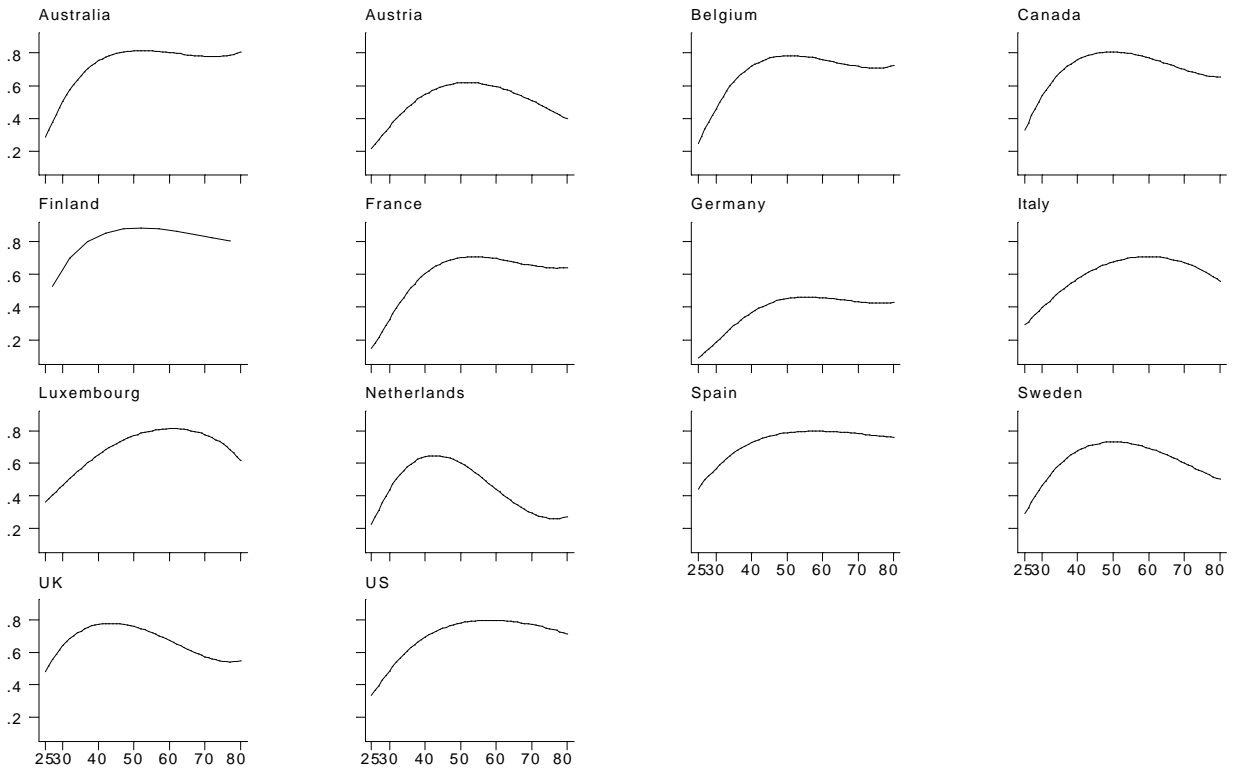 Australia Austria Belgium Canada
.8
.6
.4
.2
Finland France Germany Italy
.8
.6
.4
.2
Luxembourg Netherlands Spain Sweden
.8
.6
.4
.2
2530 40 50 60 70 80 2530 40 50 60 70 80
UK US
.8
.6
.4
.2
2530 40 50 60 70 80 2530 40 50 60 70 80